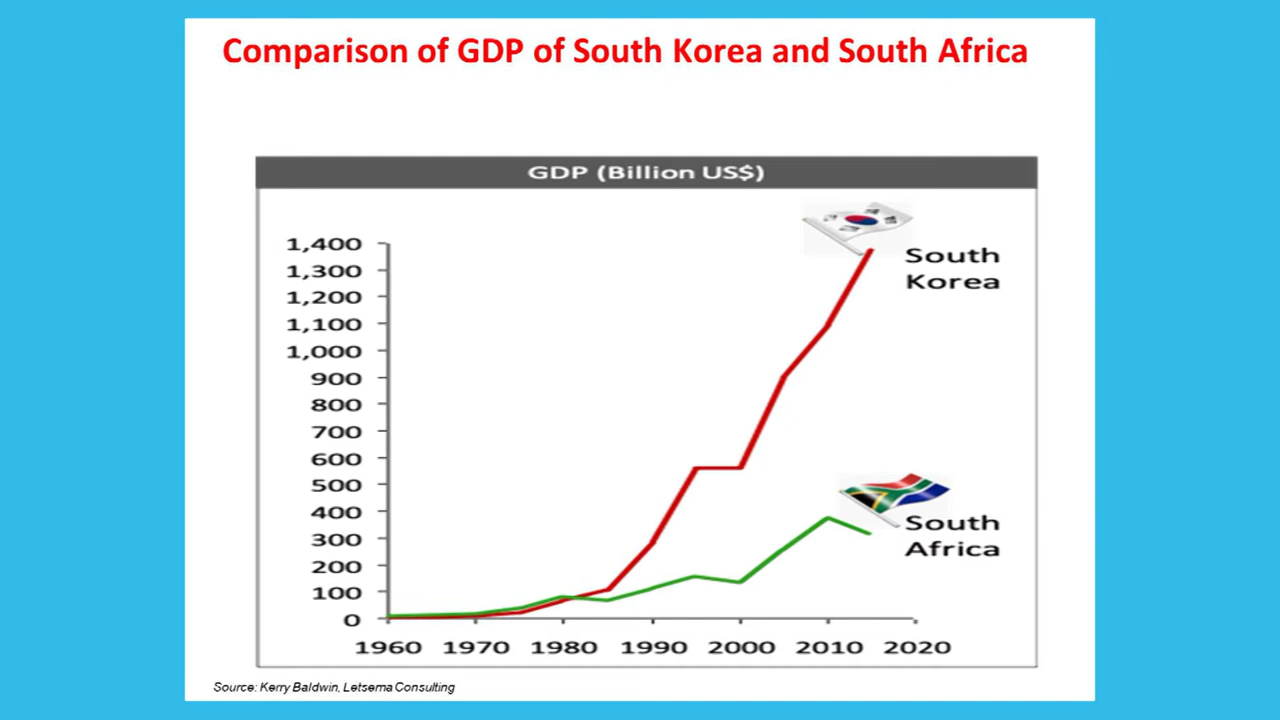 Comparison of GDP of South Korea and South Africa
GDP (Billion US$)
1,400
1,300
1,200
1,100
1,000
900
800
700
600
500
400
300
200
100
0
South
Korea
South
Africa
1960 1970 1980 1990 2000 2010 2020
Source: Kerry Baldwin, Letsema Consulting